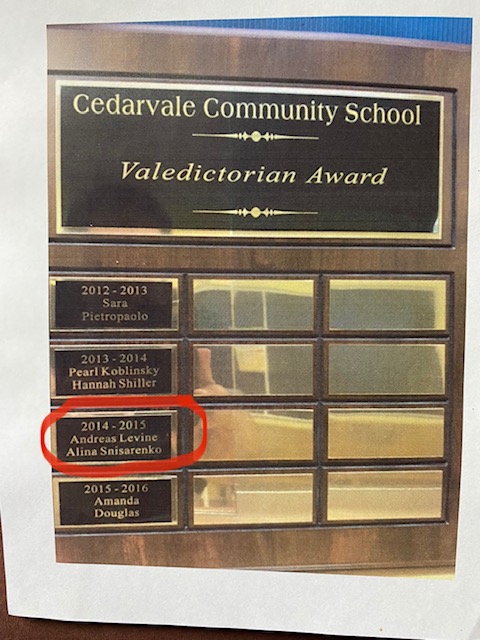 Cedarvale Community School
Valedictorian Award
2012 - 2013
Sara
Pietropaolo
2013 - 2014
Pearl Koblinsky
Hannah Shiller
2014 - 2015
Andreas Levine
Alina Snisarenko
2015 - 2016
Amanda
Douglas